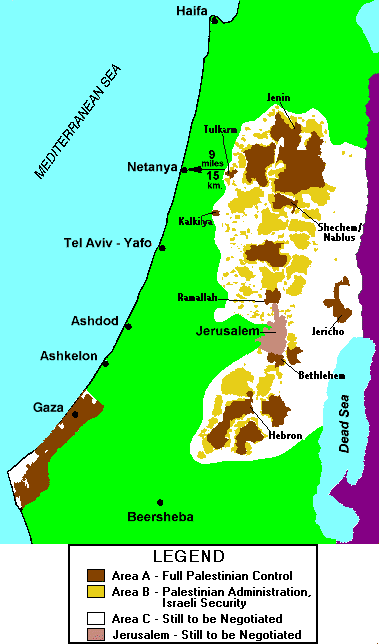 Haifa
MEDITERRANEAN SEA
Jenin
Tulkarm
9
miles
15
km.
Netanya
Kalkilya
Shechem/
Nablus
Tel Aviv - Yafo
Ramallah
Ashdod
Jerusalem
Jericho
Ashkelon
Bethlehem
Gaza
Hebron
Dead Sea
Beersheba
LEGEND
Area A - Full Palestinian Control
Area B - Palestinian Administration,
Israeli Security
Area C - Still to be Negotiated
Jerusalem - Still to be Negotiated